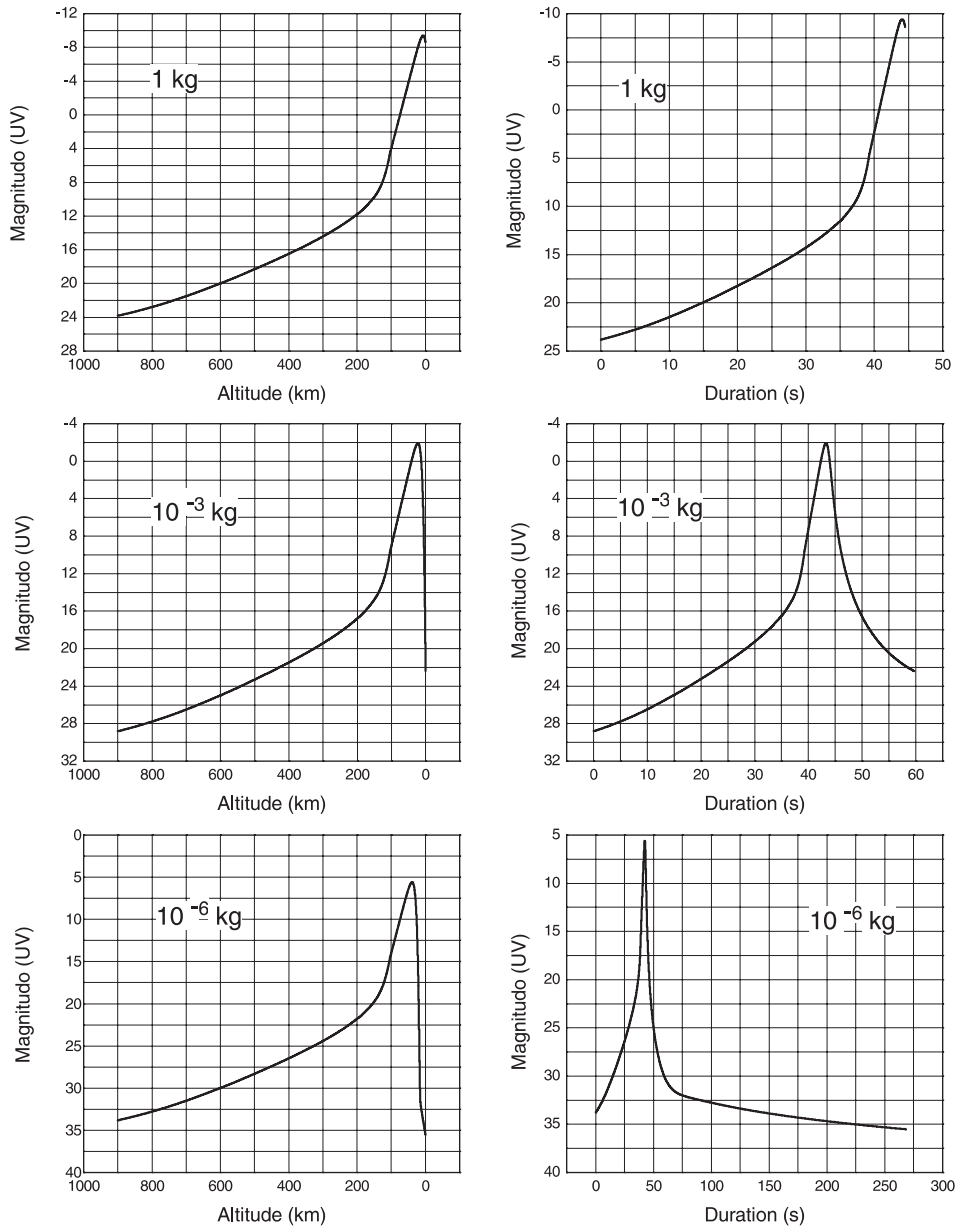 -12
-8
-4
0
4
8
12
16
20
24
28
Magnitudo (UV)
1 kg
1000 800 600 400 200 0
Altitude (km)
-10
-5
0
5
10
15
20
25
Magnitudo (UV)
1 kg
0 10 20 30 40 50
Duration (s)
-4
0
4
8
12
16
20
24
28
32
Magnitudo (UV)
10 -3 kg
1000 800 600 400 200 0
Altitude (km)
-4
0
4
8
12
16
20
24
28
32
Magnitudo (UV)
10 -3 kg
0 10 20 30 40 50 60
Duration (s)
0
5
10
15
20
25
30
35
40
Magnitudo (UV)
10 -6 kg
1000 800 600 400 200 0
Altitude (km)
5
10
15
20
25
30
35
40
Magnitudo (UV)
10 -6 kg
0 50 100 150 200 250 300
Duration (s)